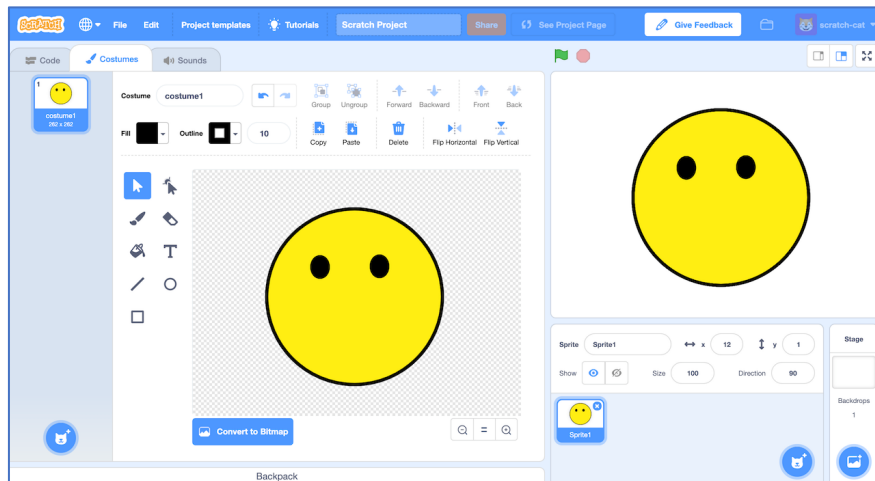 SCRATCH File Edit Project templates Tutorials Scratch Project Share See Project Page Give Feedback scratch-cat
Code Costumes Sounds
1
costume1
262 x 262
Costume costume1 Group Ungroup Forward Backward Front Back
Fill Outline 10 Copy Paste Delete Flip Horizontal Flip Vertical
T
Convert to Bitmap
=
Backpack
Sprite Sprite1 x 12 y 1
Show Size 100 Direction 90
Sprite1
Stage
Backdrops
1